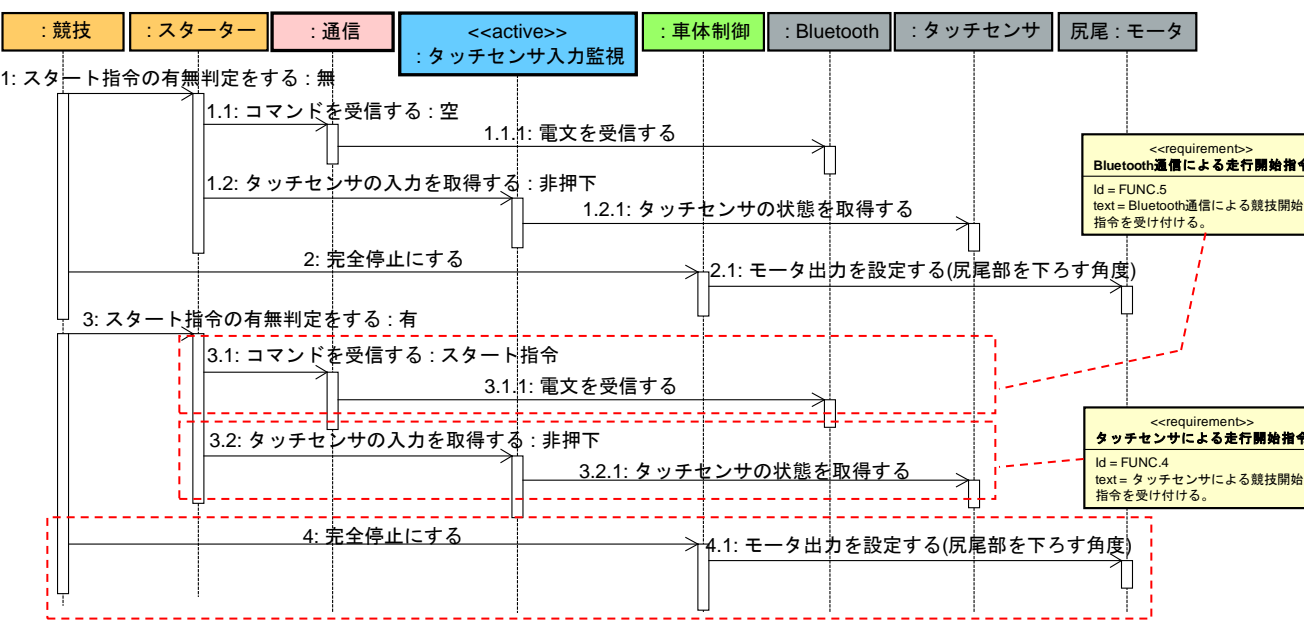 : 競技
: スターター
: 通信
<<active>>
: タッチセンサ入力監視
: 車体制御
: Bluetooth
: タッチセンサ
尻尾 : モータ
1: スタート指令の有無判定をする : 無
1.1: コマンドを受信する : 空
1.1.1: 電文を受信する
<<requirement>>
Bluetooth通信による走行開始指令
Id = FUNC.5
text = Bluetooth通信による競技開始
指令を受け付ける。
1.2: タッチセンサの入力を取得する : 非押下
1.2.1: タッチセンサの状態を取得する
2: 完全停止にする
2.1: モータ出力を設定する(尻尾部を下ろす角度)
3: スタート指令の有無判定をする : 有
3.1: コマンドを受信する : スタート指令
3.1.1: 電文を受信する
<<requirement>>
タッチセンサによる走行開始指令
Id = FUNC.4
text = タッチセンサによる競技開始
指令を受け付ける。
3.2: タッチセンサの入力を取得する : 非押下
3.2.1: タッチセンサの状態を取得する
4: 完全停止にする
4.1: モータ出力を設定する(尻尾部を下ろす角度)